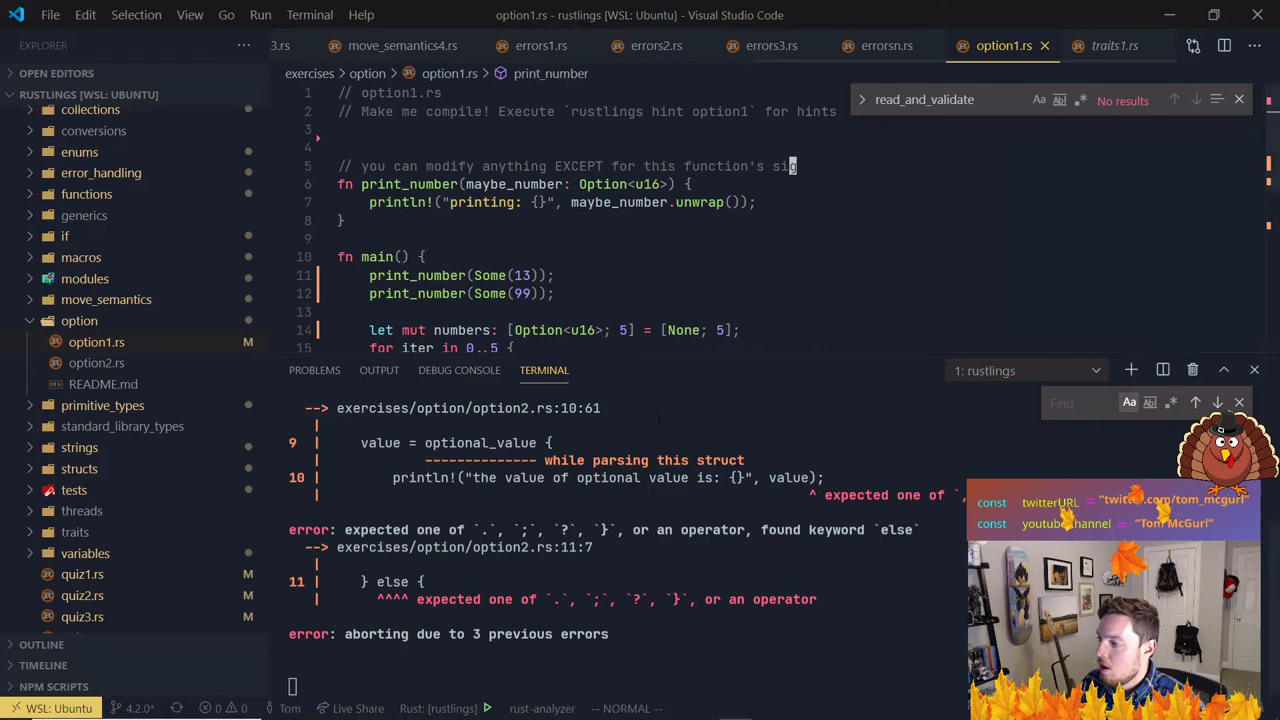 File Edit Selection View Go Run Terminal Help option1.rs - rustlings [WSL: Ubuntu] - Visual Studio Code
EXPLORER
3.rs move_semantics4.rs errors1.rs errors2.rs errors3.rs errorsn.rs option1.rs traits1.rs
OPEN EDITORS
RUSTLINGS [WSL: UBUNTU]
collections
conversions
enums
error_handling M
functions
generics
if
macros
modules
move_semantics
option
option1.rs M
option2.rs
README.md
primitive_types
standard_library_types
strings
structs
tests
threads
traits
variables
quiz1.rs M
quiz2.rs M
quiz3.rs M
OUTLINE
TIMELINE
NPM SCRIPTS
exercises > option > option1.rs > print_number
read_and_validate Aa Ab .* No results
1 // option1.rs
2 // Make me compile! Execute `rustlings hint option1` for hints
3
4
5 // you can modify anything EXCEPT for this function's sig
6 fn print_number(maybe_number: Option<u16>) {
7 println!("printing: {}", maybe_number.unwrap());
8 }
9
10 fn main() {
11 print_number(Some(13));
12 print_number(Some(99));
13
14 let mut numbers: [Option<u16>; 5] = [None; 5];
15 for iter in 0..5 {
PROBLEMS OUTPUT DEBUG CONSOLE TERMINAL 1: rustlings
Find Aa Ab .*
--> exercises/option/option2.rs:10:61
|
9 | value = optional_value {
| -------------- while parsing this struct
10 | println!("the value of optional value is: {}", value);
| ^ expected one of `,
error: expected one of `.`, `;`, `?`, `}`, or an operator, found keyword `else`
--> exercises/option/option2.rs:11:7
|
11 | } else {
| ^^^^ expected one of `.`, `;`, `?`, `}`, or an operator
error: aborting due to 3 previous errors
const twitterURL = "twitter.com/tom_mcgurl"
const youtubeChannel = "Tom McGurl"
WSL: Ubuntu 4.2.0* 0 0 Tom Live Share Rust: [rustlings] rust-analyzer -- NORMAL --